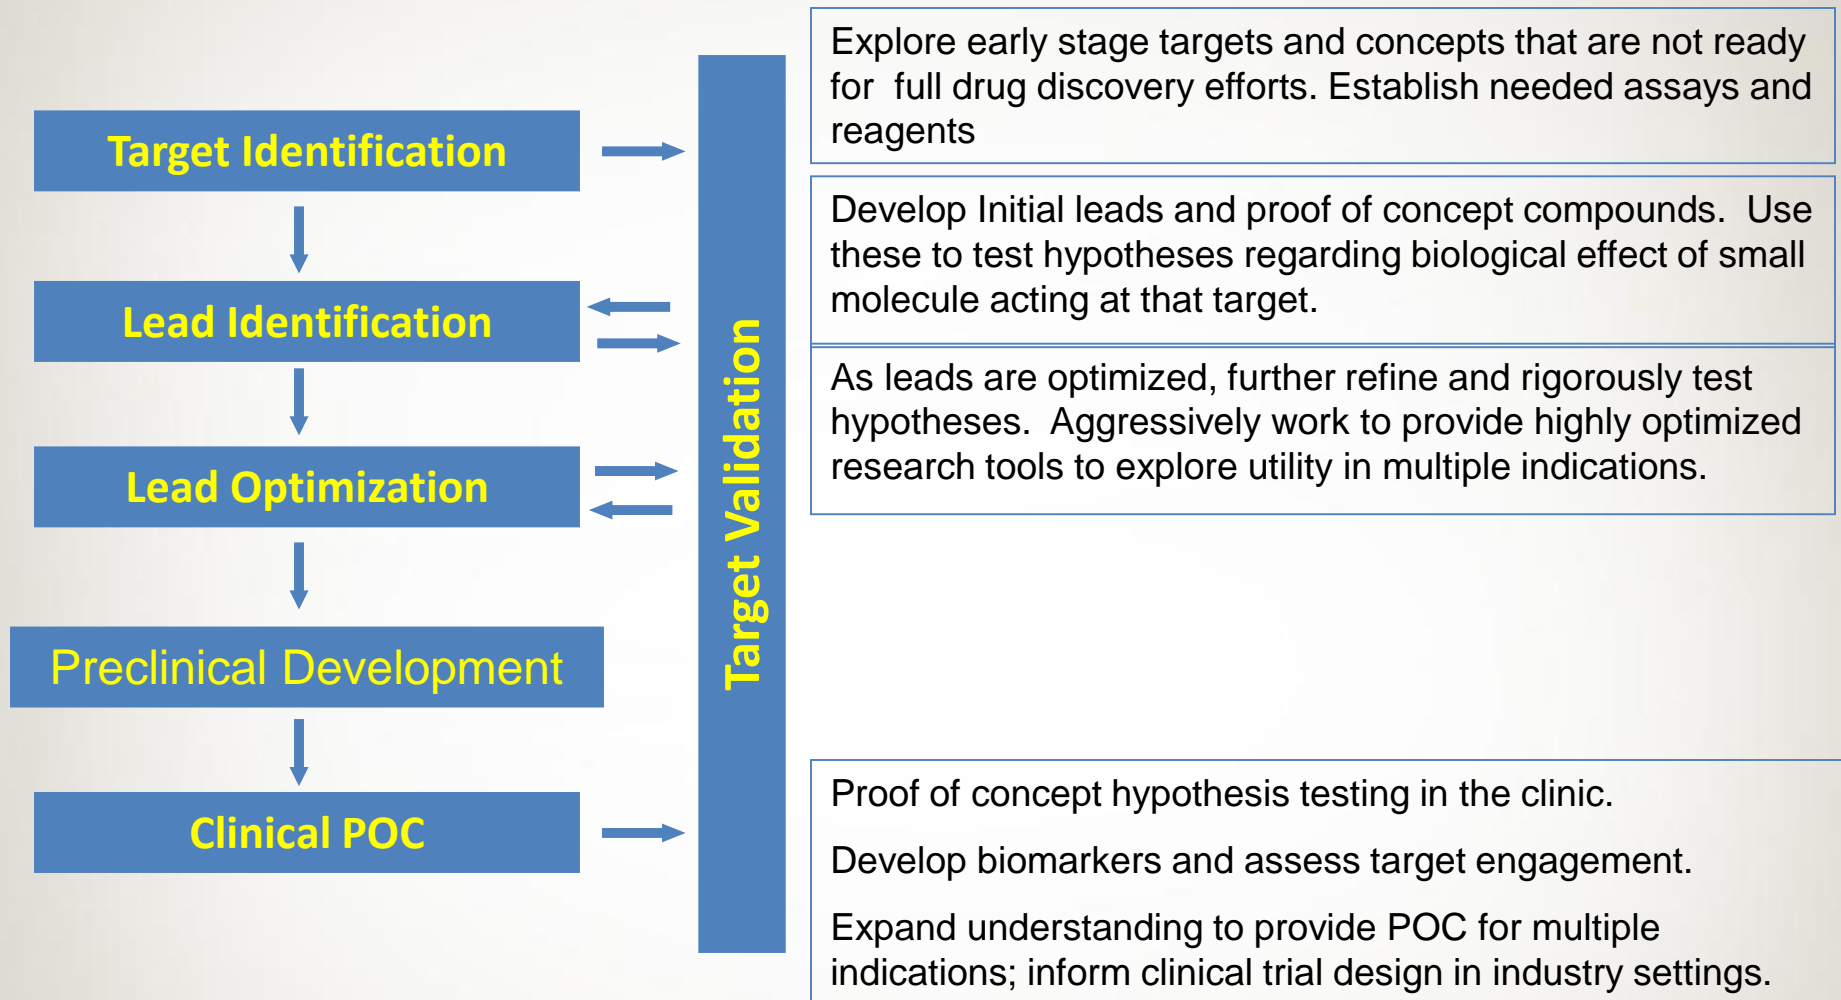 Target Identification
Lead Identification
Lead Optimization
Preclinical Development
Clinical POC
Target Validation
Explore early stage targets and concepts that are not ready
for  full drug discovery efforts. Establish needed assays and
reagents
Develop Initial leads and proof of concept compounds.  Use
these to test hypotheses regarding biological effect of small
molecule acting at that target.
As leads are optimized, further refine and rigorously test
hypotheses.  Aggressively work to provide highly optimized
research tools to explore utility in multiple indications.
Proof of concept hypothesis testing in the clinic.
Develop biomarkers and assess target engagement.
Expand understanding to provide POC for multiple
indications; inform clinical trial design in industry settings.